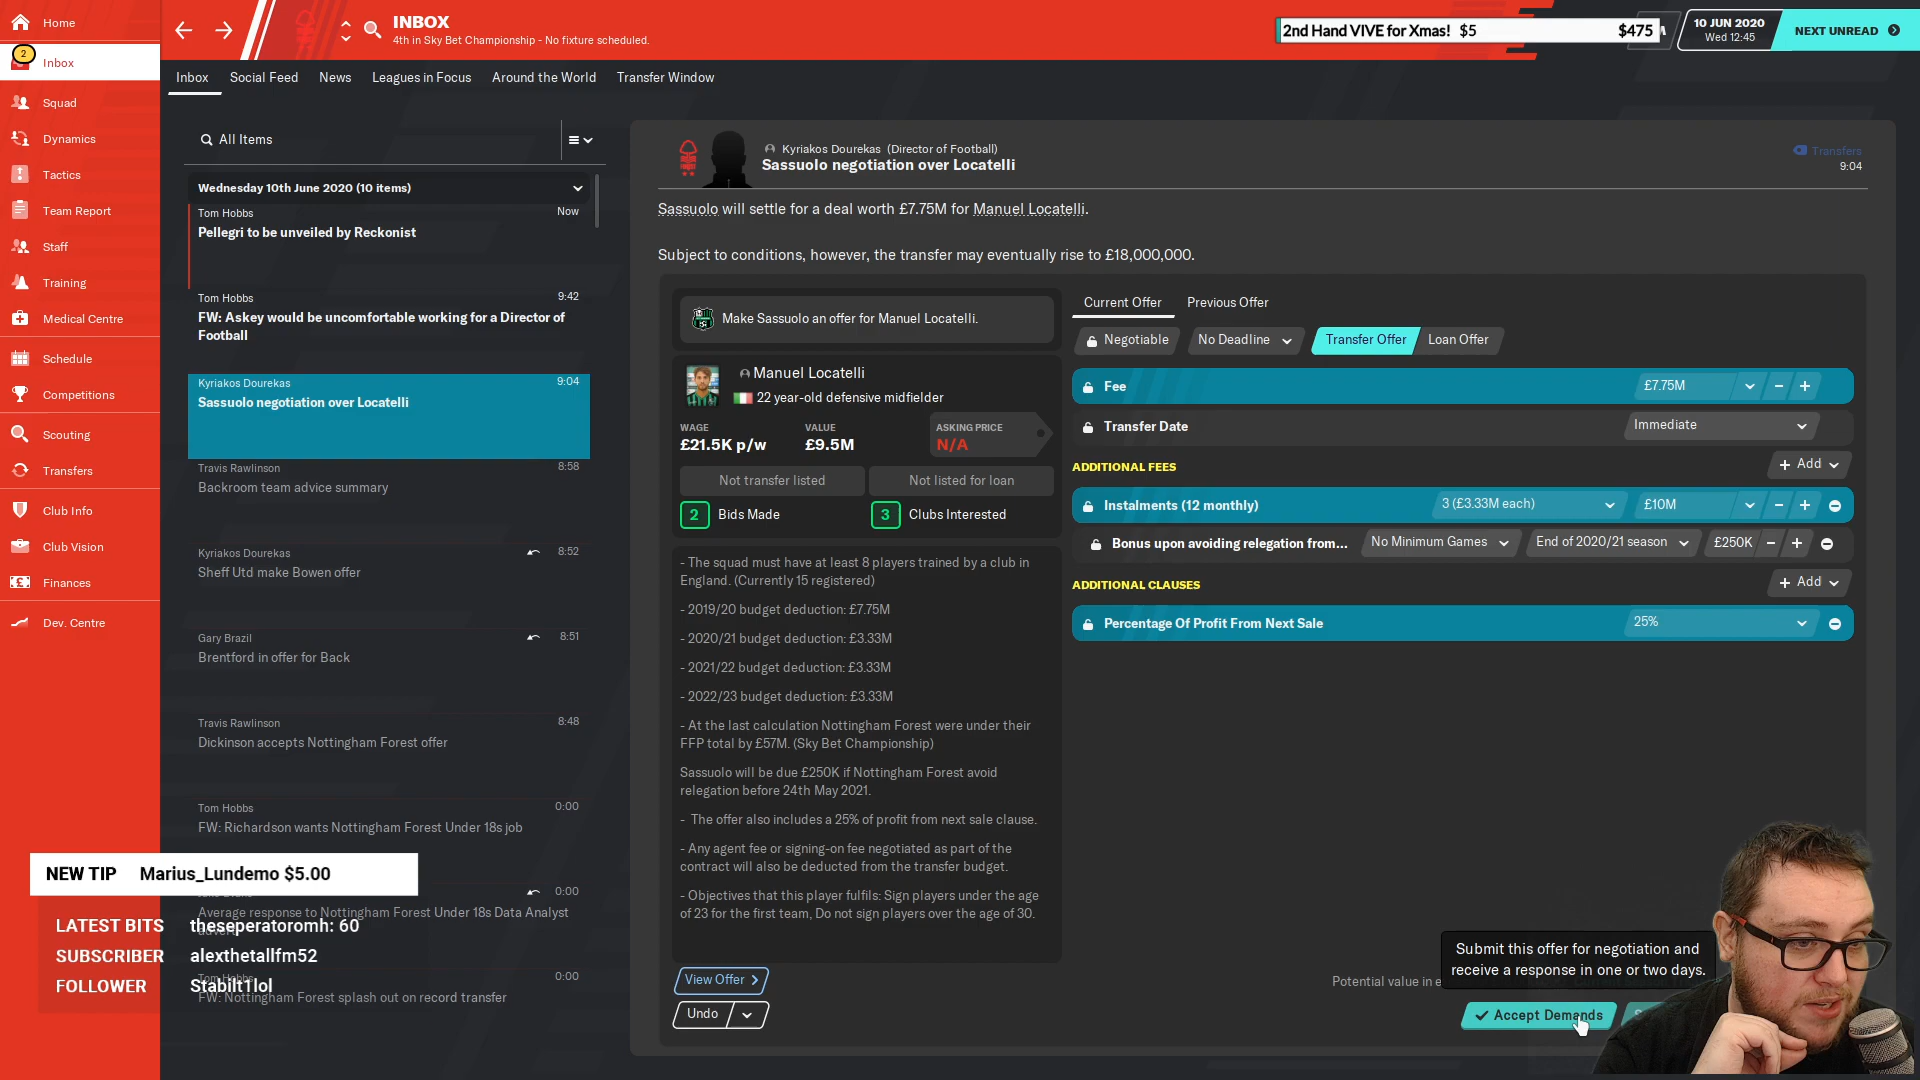 Home
2
Inbox
Squad
Dynamics
Tactics
Team Report
Staff
Training
Medical Centre
Schedule
Competitions
Scouting
Transfers
Club Info
Club Vision
Finances
Dev. Centre
INBOX
4th in Sky Bet Championship - No fixture scheduled.
2nd Hand VIVE for Xmas! $5 $475
10 JUN 2020
Wed 12:45
NEXT UNREAD
Inbox Social Feed News Leagues in Focus Around the World Transfer Window
All Items
Wednesday 10th June 2020 (10 items)
Tom Hobbs Now
Pellegri to be unveiled by Reckonist
Tom Hobbs 9:42
FW: Askey would be uncomfortable working for a Director of
Football
Kyriakos Dourekas 9:04
Sassuolo negotiation over Locatelli
Travis Rawlinson 8:58
Backroom team advice summary
Kyriakos Dourekas 8:52
Sheff Utd make Bowen offer
Gary Brazil 8:51
Brentford in offer for Back
Travis Rawlinson 8:48
Dickinson accepts Nottingham Forest offer
Tom Hobbs 0:00
FW: Richardson wants Nottingham Forest Under 18s job
0:00
Average response to Nottingham Forest Under 18s Data Analyst
Tom Hobbs 0:00
FW: Nottingham Forest splash out on record transfer
NEW TIP Marius_Lundemo $5.00
LATEST BITS theseperatoromh: 60
SUBSCRIBER alexthetallfm52
FOLLOWER StabiltTlol
Kyriakos Dourekas (Director of Football)
Sassuolo negotiation over Locatelli
Transfers
9:04
Sassuolo will settle for a deal worth £7.75M for Manuel Locatelli.
Subject to conditions, however, the transfer may eventually rise to £18,000,000.
Make Sassuolo an offer for Manuel Locatelli.
Manuel Locatelli
22 year-old defensive midfielder
WAGE VALUE ASKING PRICE
£21.5K p/w £9.5M N/A
Not transfer listed Not listed for loan
2 Bids Made 3 Clubs Interested
- The squad must have at least 8 players trained by a club in
England. (Currently 15 registered)
- 2019/20 budget deduction: £7.75M
- 2020/21 budget deduction: £3.33M
- 2021/22 budget deduction: £3.33M
- 2022/23 budget deduction: £3.33M
- At the last calculation Nottingham Forest were under their
FFP total by £57M. (Sky Bet Championship)
Sassuolo will be due £250K if Nottingham Forest avoid
relegation before 24th May 2021.
- The offer also includes a 25% of profit from next sale clause.
- Any agent fee or signing-on fee negotiated as part of the
contract will also be deducted from the transfer budget.
- Objectives that this player fulfils: Sign players under the age
of 23 for the first team, Do not sign players over the age of 30.
View Offer
Undo
Current Offer Previous Offer
Negotiable No Deadline Transfer Offer Loan Offer
Fee £7.75M
Transfer Date Immediate
ADDITIONAL FEES + Add
Instalments (12 monthly) 3 (£3.33M each) £10M
Bonus upon avoiding relegation from... No Minimum Games End of 2020/21 season £250K
ADDITIONAL CLAUSES + Add
Percentage Of Profit From Next Sale 25%
Submit this offer for negotiation and
receive a response in one or two days.
Potential value in
Accept Demands